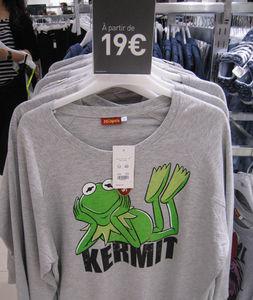 À partir de
19€
KERMIT